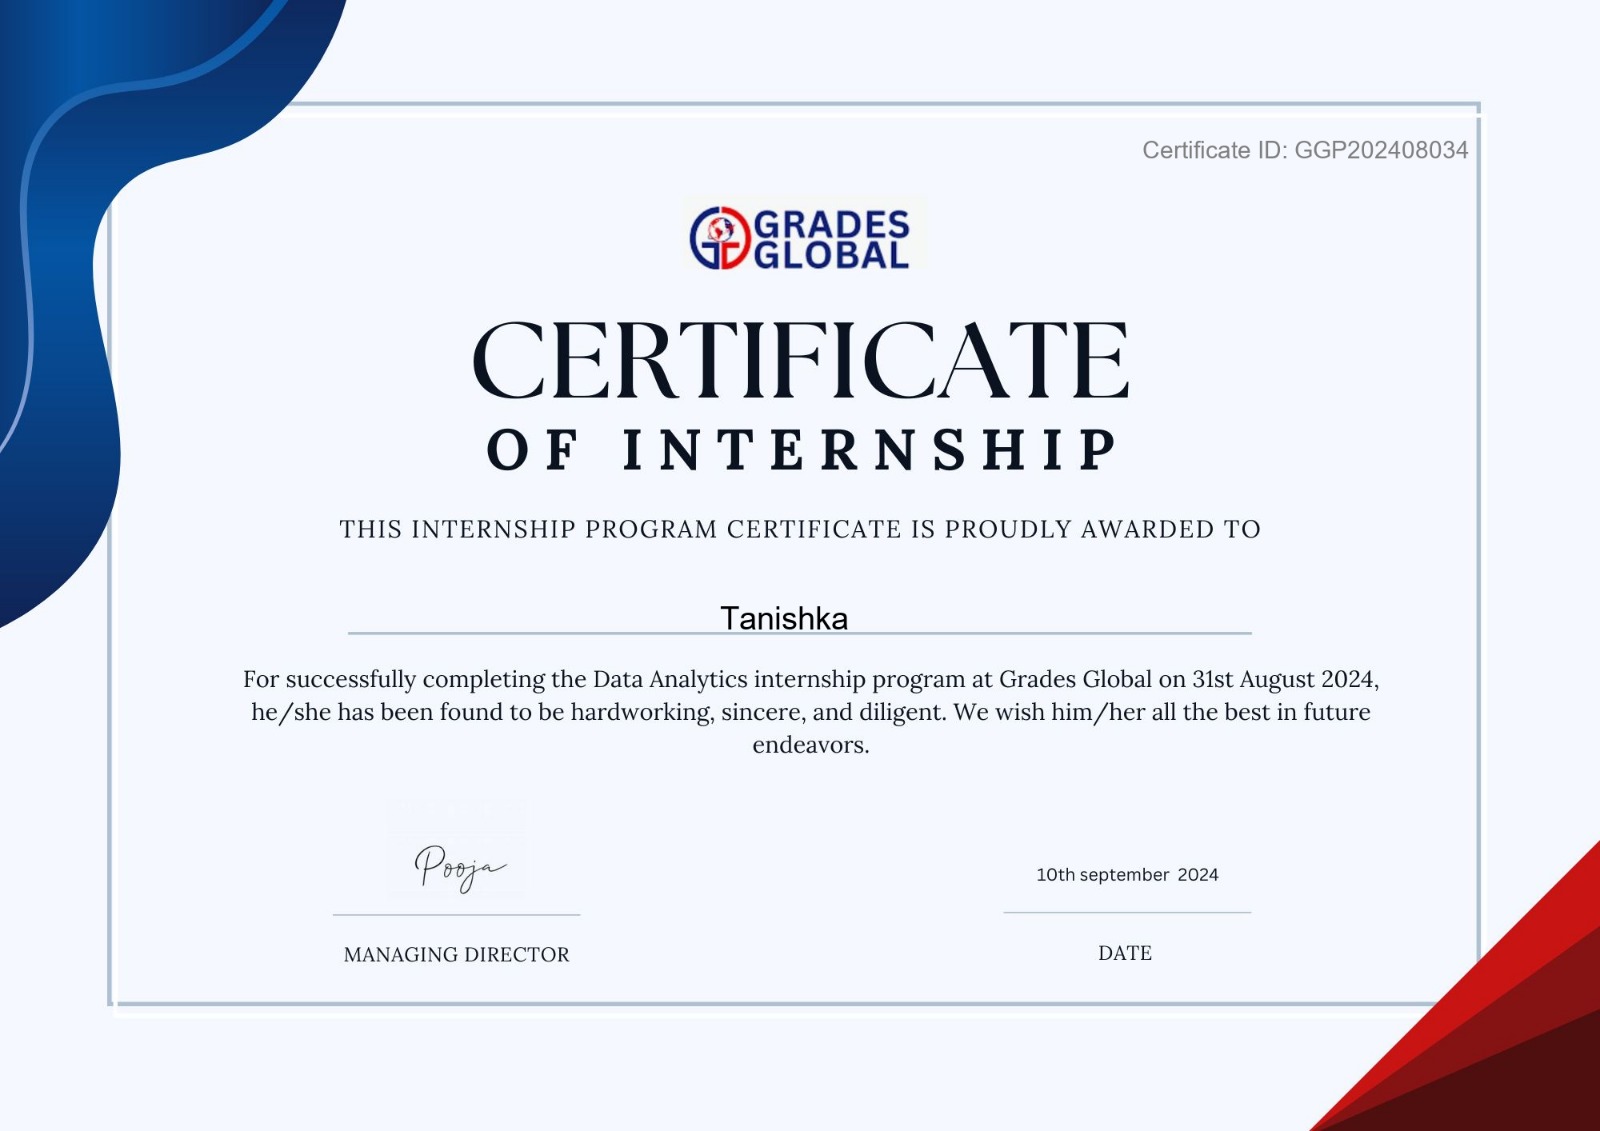 Certificate ID: GGP202408034
GRADES
GLOBAL
CERTIFICATE
OF INTERNSHIP
THIS INTERNSHIP PROGRAM CERTIFICATE IS PROUDLY AWARDED TO
Tanishka
For successfully completing the Data Analytics internship program at Grades Global on 31st August 2024,
he/she has been found to be hardworking, sincere, and diligent. We wish him/her all the best in future
endeavors.
Pooja
MANAGING DIRECTOR
10th september 2024
DATE